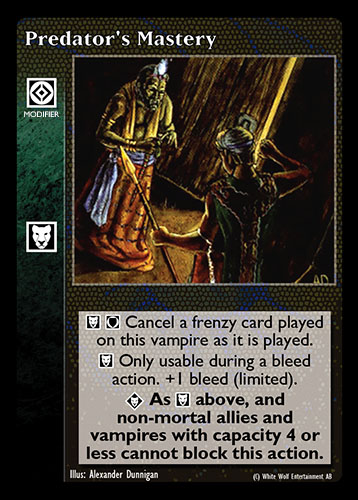 Predator's Mastery
MODIFIER
Cancel a frenzy card played
on this vampire as it is played.
Only usable during a bleed
action. +1 bleed (limited).
As above, and
non-mortal allies and
vampires with capacity 4 or
less cannot block this action.
Illus: Alexander Dunnigan
(C) White Wolf Entertainment AB